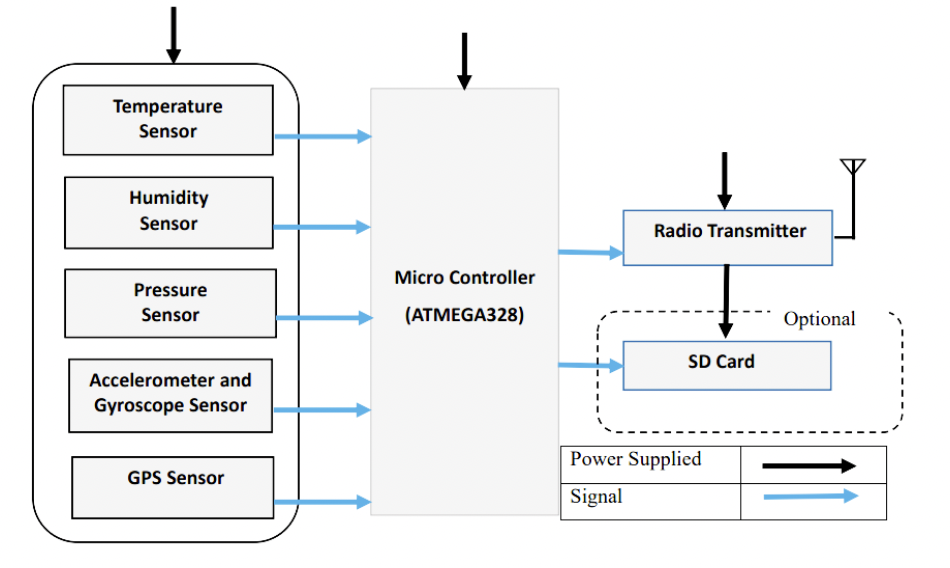 Temperature
Sensor
Humidity
Sensor
Pressure
Sensor
Accelerometer and
Gyroscope Sensor
GPS Sensor
Micro Controller
(ATMEGA328)
Radio Transmitter
Optional
SD Card
Power Supplied
Signal